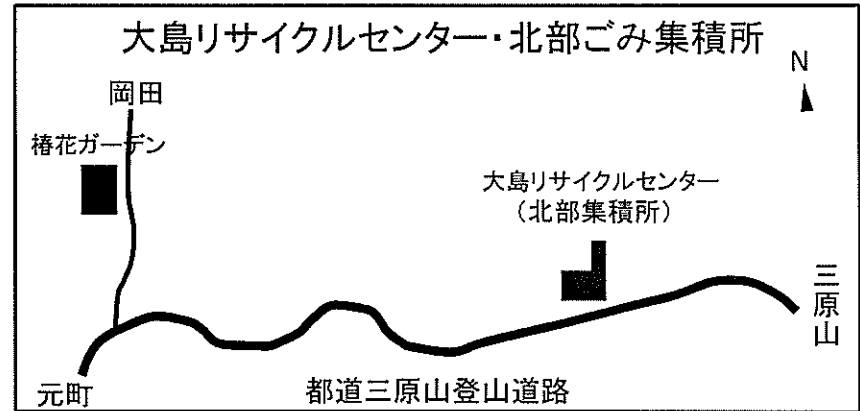 大島リサイクルセンター・北部ごみ集積所
N
岡田
椿花ガーデン
大島リサイクルセンター
（北部集積所）
三原山
元町
都道三原山登山道路